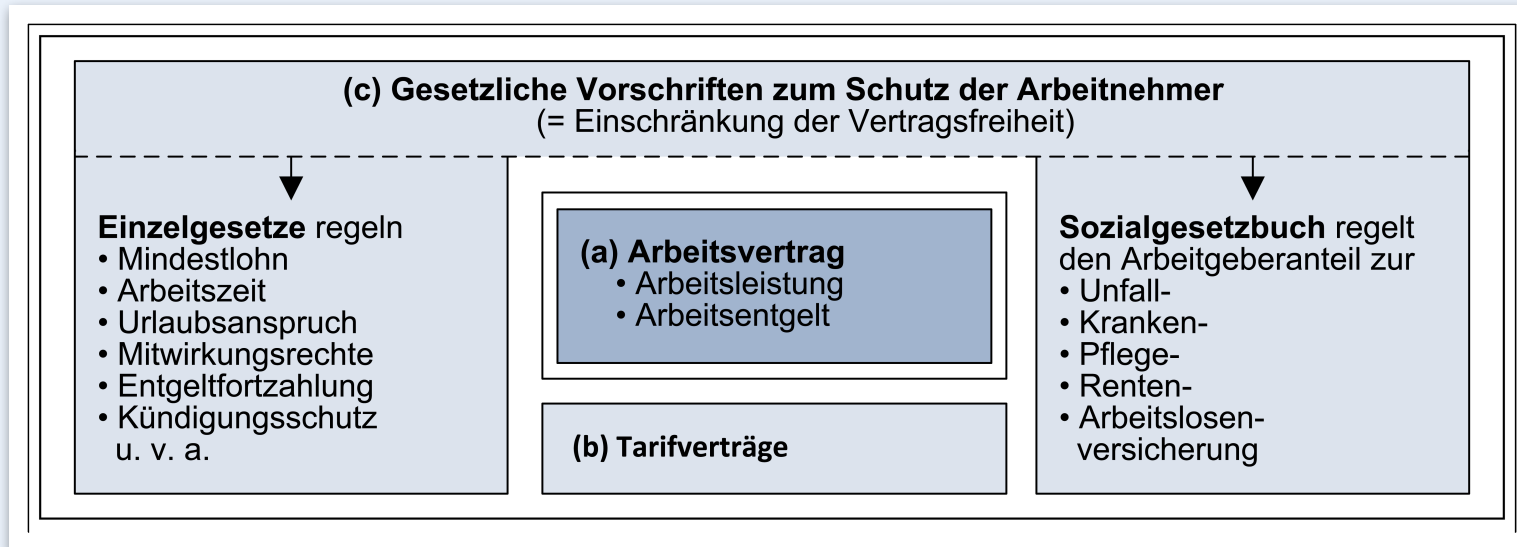 (c) Gesetzliche Vorschriften zum Schutz der Arbeitnehmer
(= Einschränkung der Vertragsfreiheit)
Einzelgesetze regeln
• Mindestlohn
• Arbeitszeit
• Urlaubsanspruch
• Mitwirkungsrechte
• Entgeltfortzahlung
• Kündigungsschutz
u. v. a.
(a) Arbeitsvertrag
• Arbeitsleistung
• Arbeitsentgelt
(b) Tarifverträge
Sozialgesetzbuch regelt
den Arbeitgeberanteil zur
• Unfall-
• Kranken-
• Pflege-
• Renten-
• Arbeitslosen-
versicherung